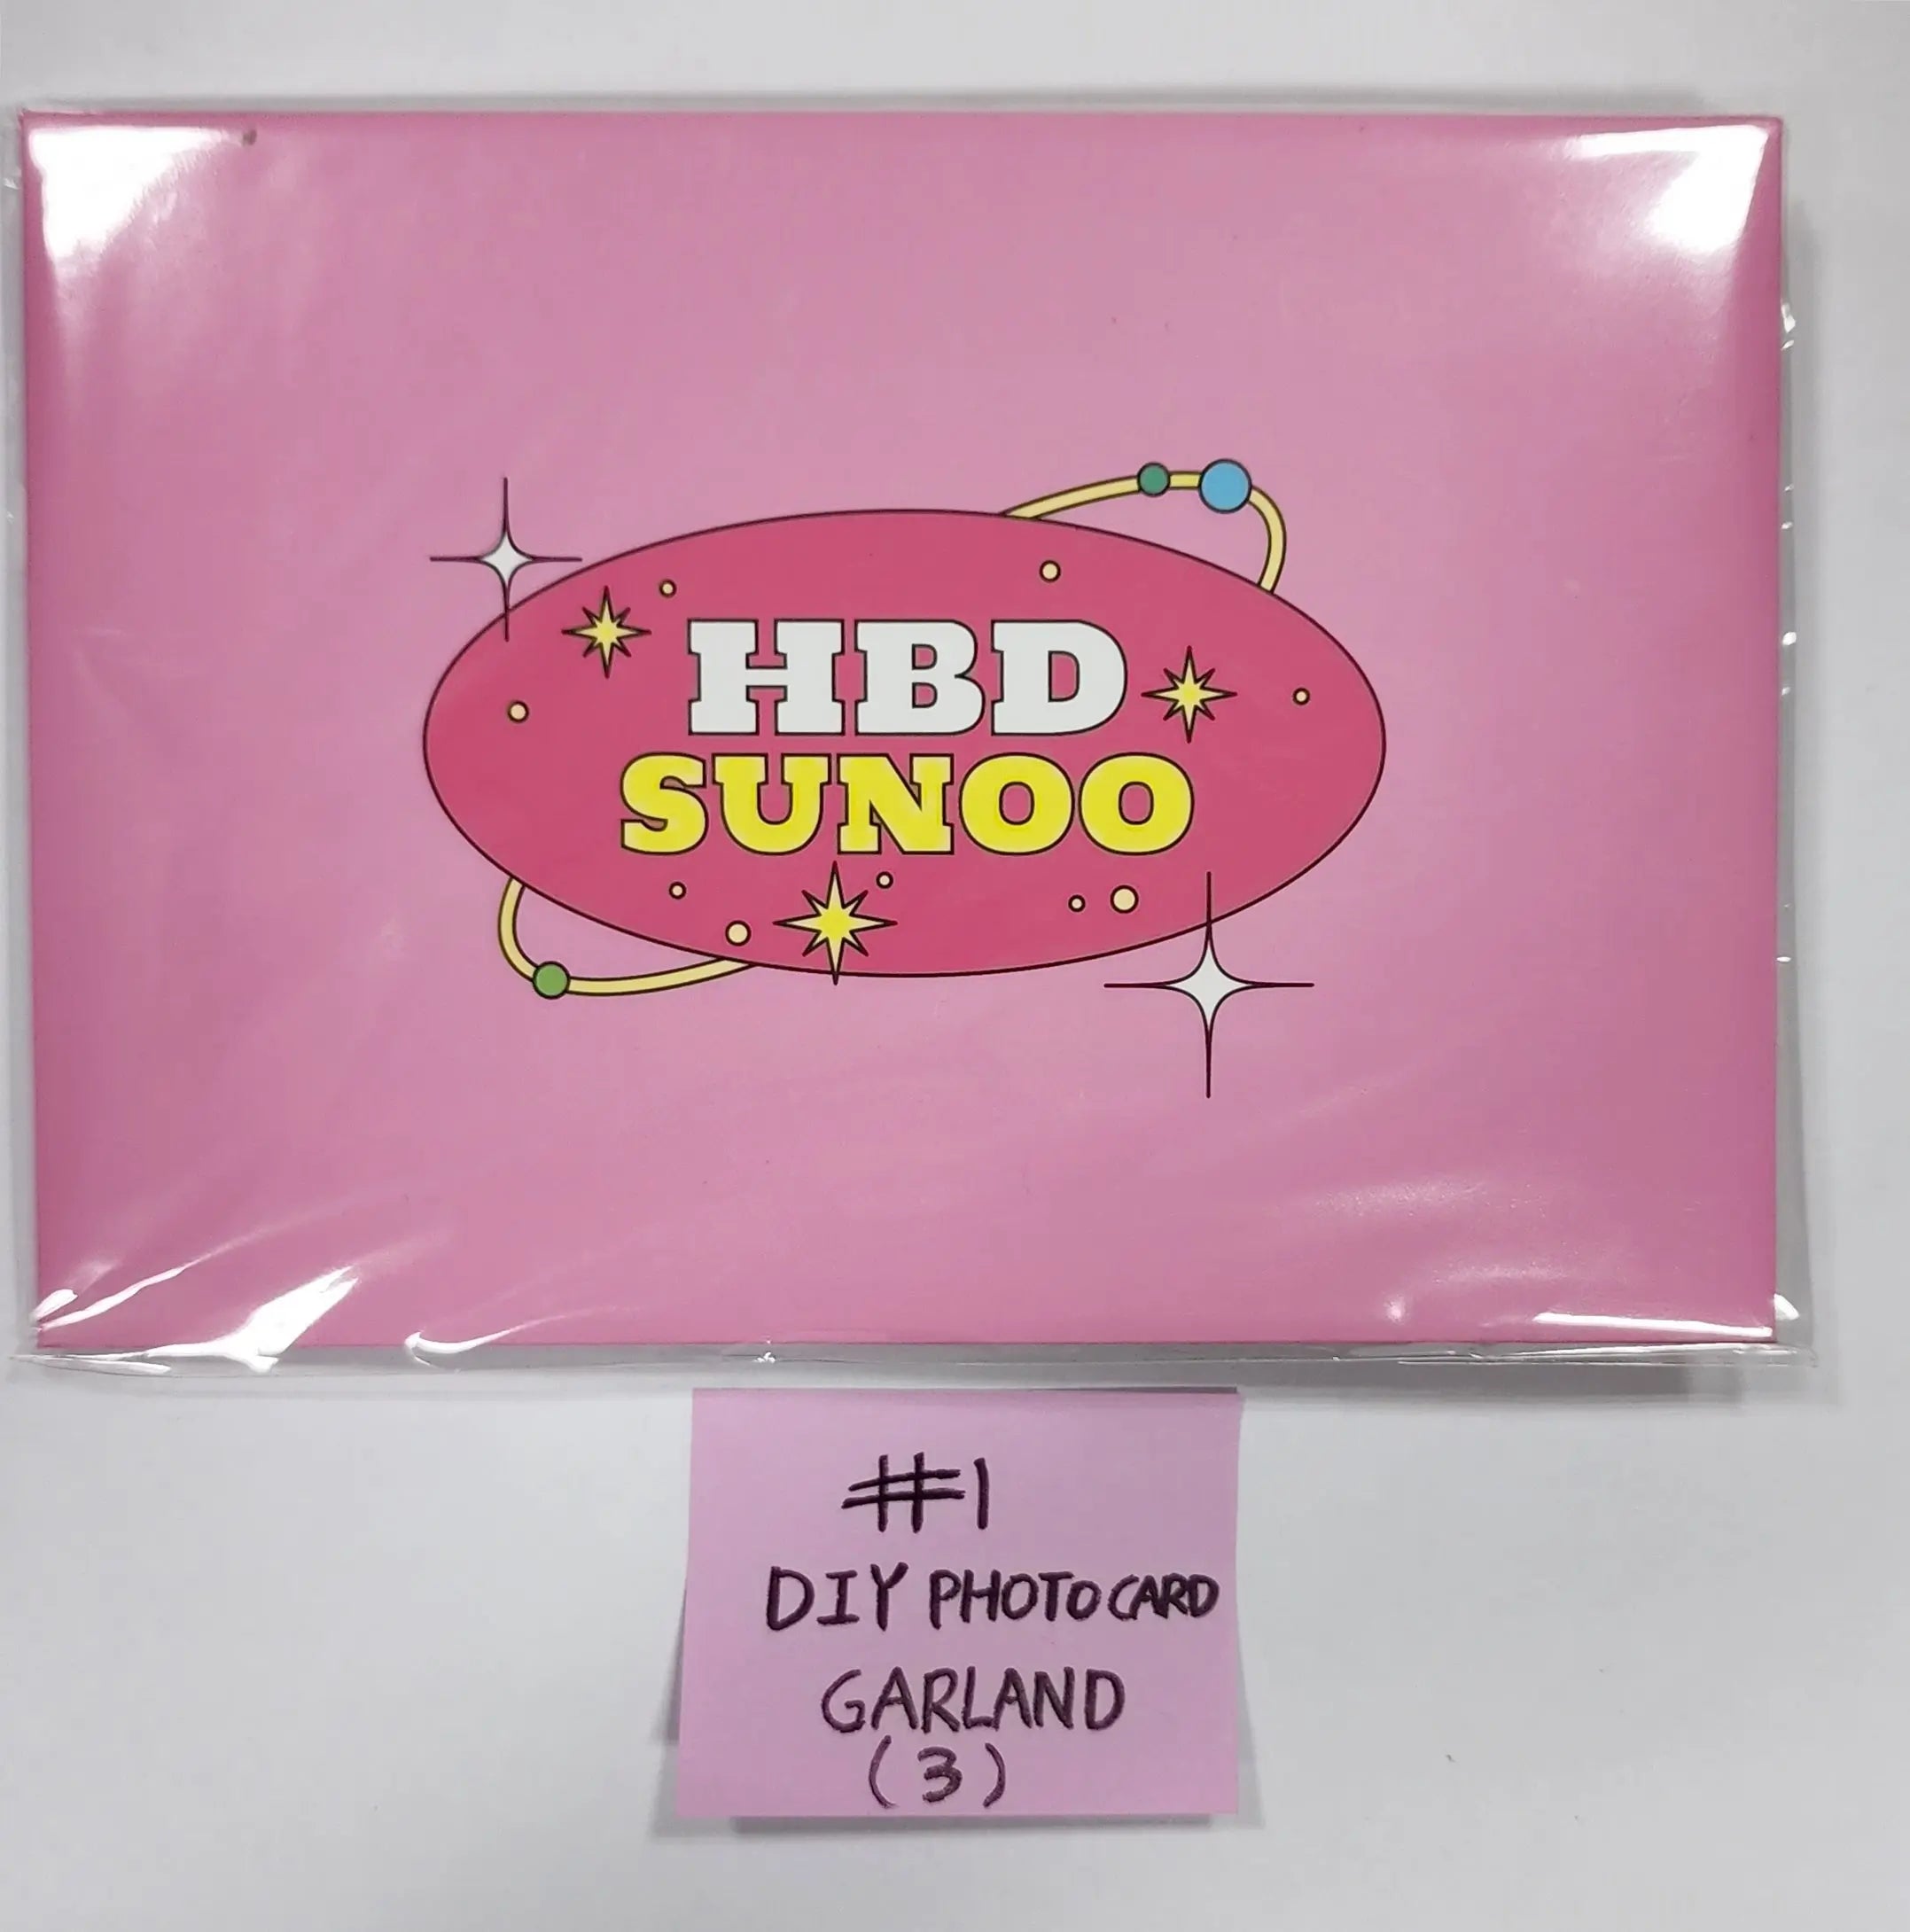 HBD
SUNOO
#1
DIY PHOTOCARD
GARLAND
(3)